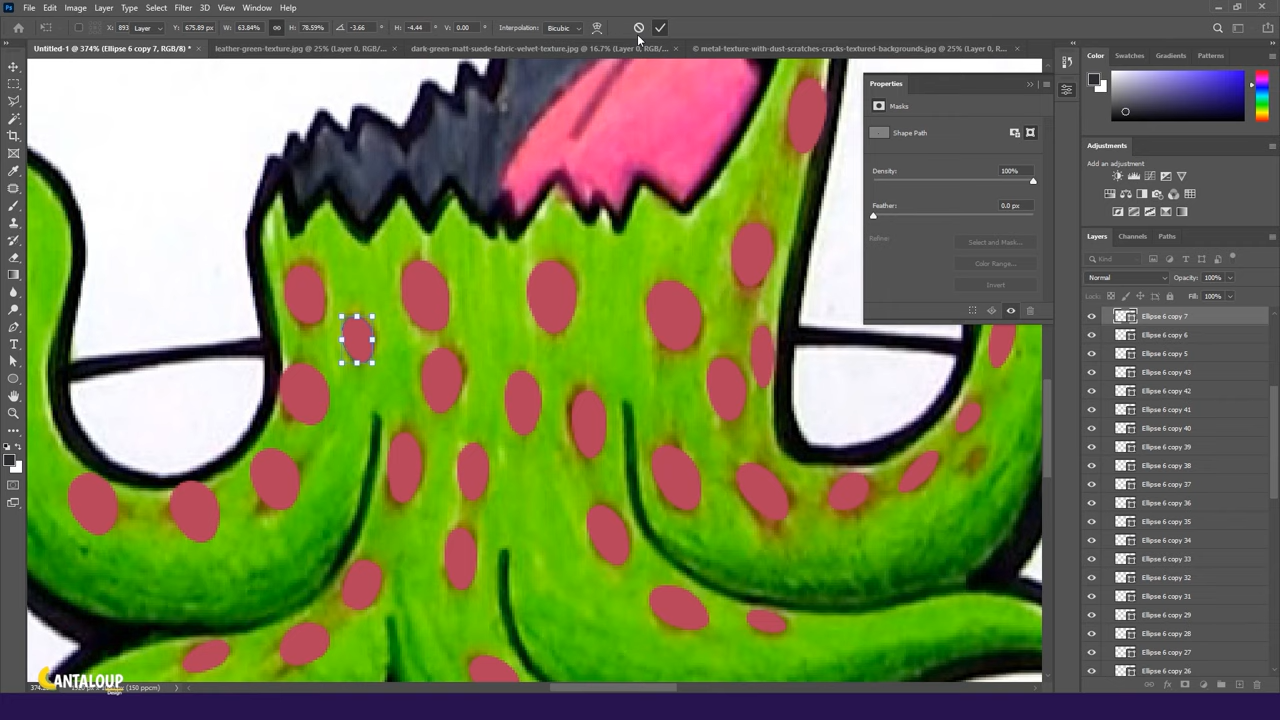 File Edit Image Layer Type Select Filter 3D View Window Help
X: 893 Layer 675.89 px W: 63.84% H: 78.59% -3.66 ° H: -4.44 V: 0.00 ° Interpolation: Bicubic
Untitled-1 @ 374% (Ellipse 6 copy 7, RGB/8) * × leather-green-texture.jpg @ 25% (Layer 0, RGB/... × dark-green-matt-suede-fabric-velvet-texture.jpg @ 16.7% (Layer 0, RGB/... × © metal-texture-with-dust-scratches-cracks-textured-backgrounds.jpg @ 25% (Layer 0, R... ×
Color Swatches Gradients Patterns
Properties
Masks
Shape Path
Density: 100%
Feather: 0.0 px
Refine: Select and Mask...
Color Range...
Invert
Adjustments
Add an adjustment
Layers Channels Paths
Kind
Normal Opacity: 100%
Lock: Fill: 100%
Ellipse 6 copy 7
Ellipse 6 copy 6
Ellipse 6 copy 5
Ellipse 6 copy 43
Ellipse 6 copy 42
Ellipse 6 copy 41
Ellipse 6 copy 40
Ellipse 6 copy 39
Ellipse 6 copy 38
Ellipse 6 copy 37
Ellipse 6 copy 36
Ellipse 6 copy 35
Ellipse 6 copy 34
Ellipse 6 copy 33
Ellipse 6 copy 32
Ellipse 6 copy 31
Ellipse 6 copy 29
Ellipse 6 copy 28
Ellipse 6 copy 27
Ellipse 6 copy 26
CANTALOUP
Design
(150 ppcm)